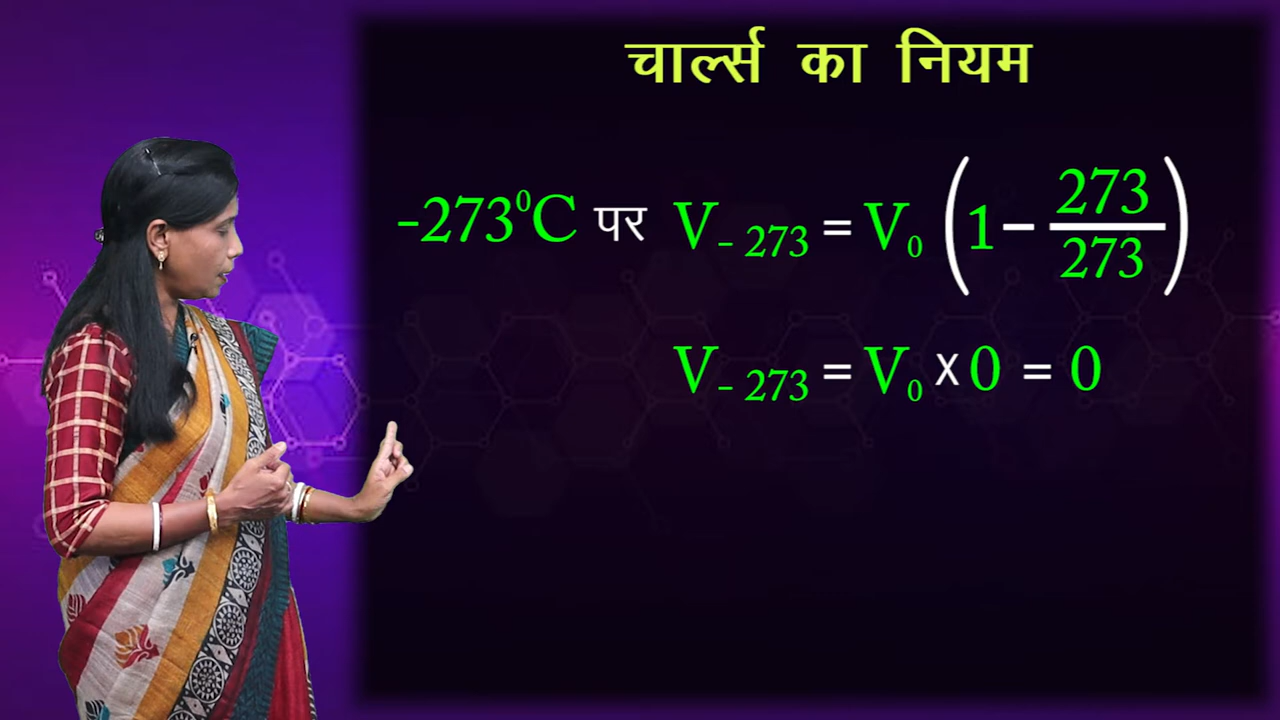 चार्ल्स का नियम
-273⁰C पर V₋ ₂₇₃ = V₀ (1 - 273/273)
V₋ ₂₇₃ = V₀ x 0 = 0